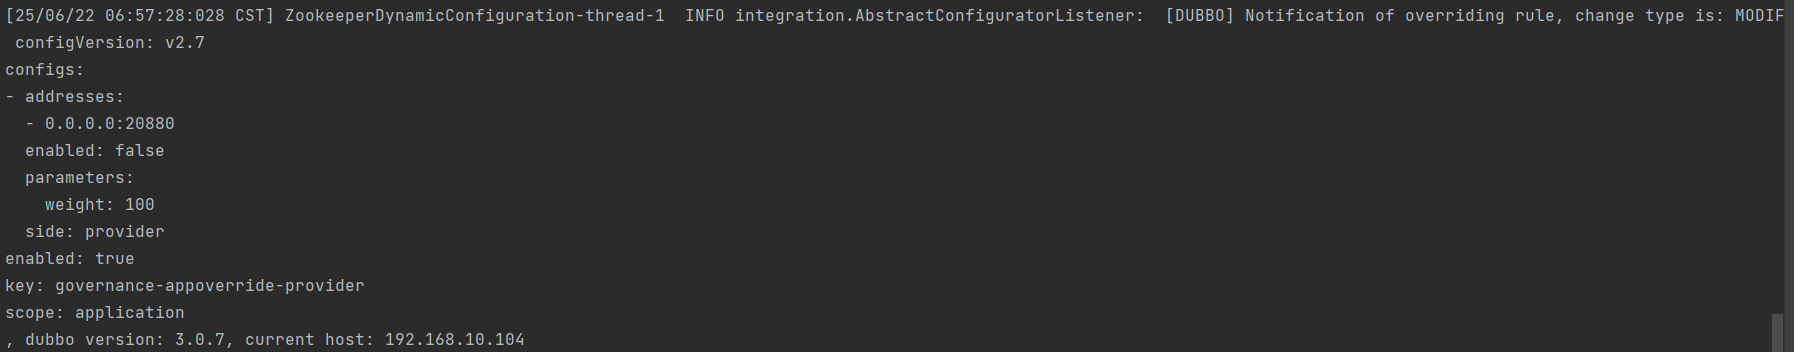 [25/06/22 06:57:28:028 CST] ZookeeperDynamicConfiguration-thread-1  INFO integration.AbstractConfiguratorListener:  [DUBBO] Notification of overriding rule, change type is: MODIF
 configVersion: v2.7
configs:
- addresses:
  - 0.0.0.0:20880
  enabled: false
  parameters:
    weight: 100
  side: provider
enabled: true
key: governance-appoverride-provider
scope: application
, dubbo version: 3.0.7, current host: 192.168.10.104